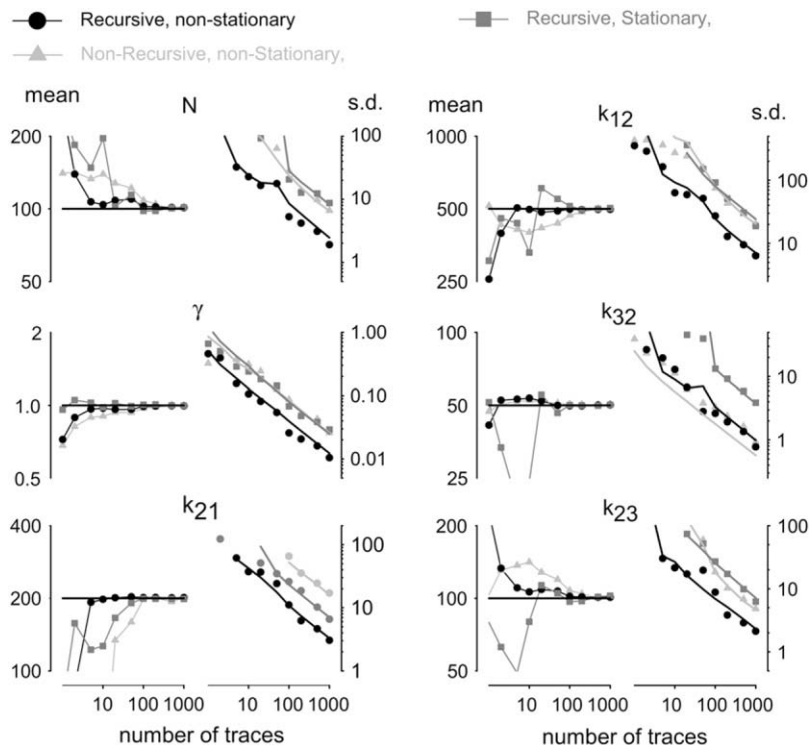 Recursive, non-stationary
Recursive, Stationary,
Non-Recursive, non-Stationary,
mean N s.d.
200 100
100 10
50 1
mean k12 s.d.
1000 100
500 10
250
γ
2 1.00
1.0 0.10
0.5 0.01
k32
100
50 10
25 1
k21
400 100
200 10
100 1
10 100 1000 10 100 1000
number of traces
k23
200 100
100 10
50 1
10 100 1000 10 100 1000
number of traces